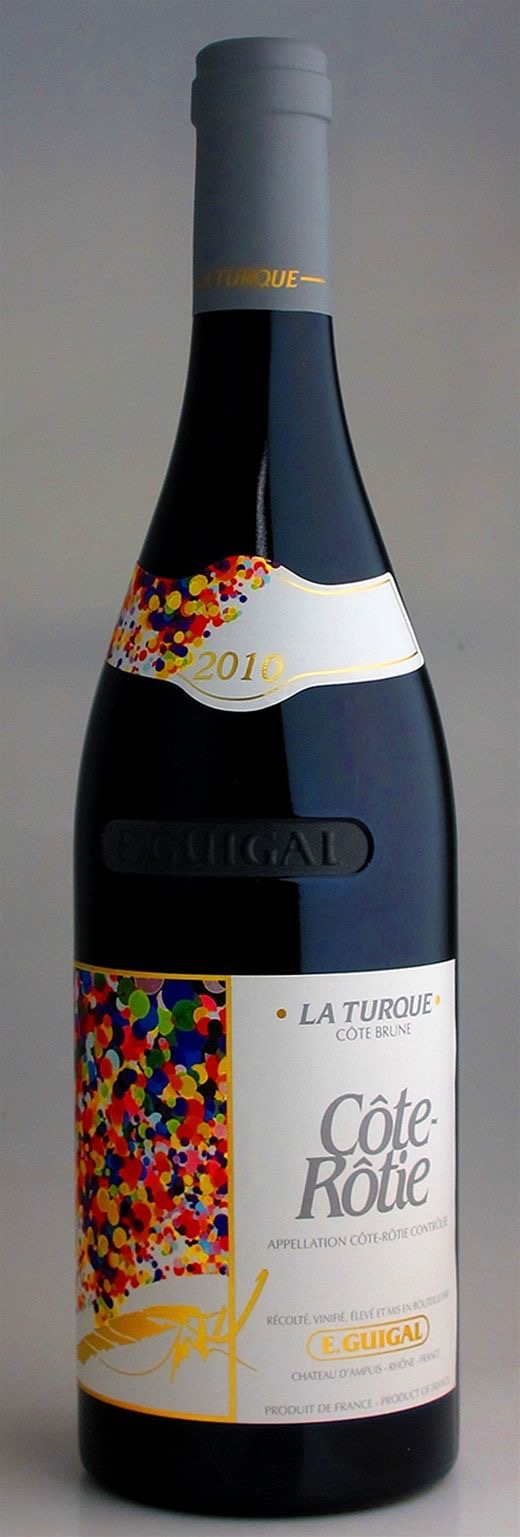 LA TURQUE
2010
E. GUIGAL
• LA TURQUE •
CÔTE BRUNE
Côte-
Rôtie
APPELLATION CÔTE-RÔTIE CONTRÔLÉE
RÉCOLTÉ, VINIFIÉ, ÉLEVÉ ET MIS EN BOUTEILLE PAR
E. GUIGAL
CHATEAU D'AMPUIS - RHÔNE - FRANCE
PRODUIT DE FRANCE - PRODUCT OF FRANCE